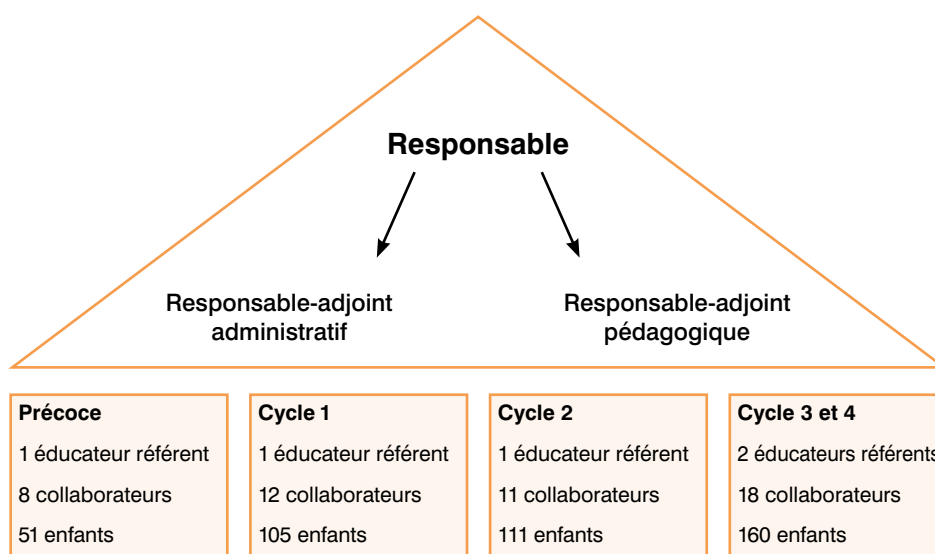 Responsable
Responsable-adjoint
administratif
Responsable-adjoint
pédagogique
Précoce
1 éducateur référent
8 collaborateurs
51 enfants
Cycle 1
1 éducateur référent
12 collaborateurs
105 enfants
Cycle 2
1 éducateur référent
11 collaborateurs
111 enfants
Cycle 3 et 4
2 éducateurs référents
18 collaborateurs
160 enfants